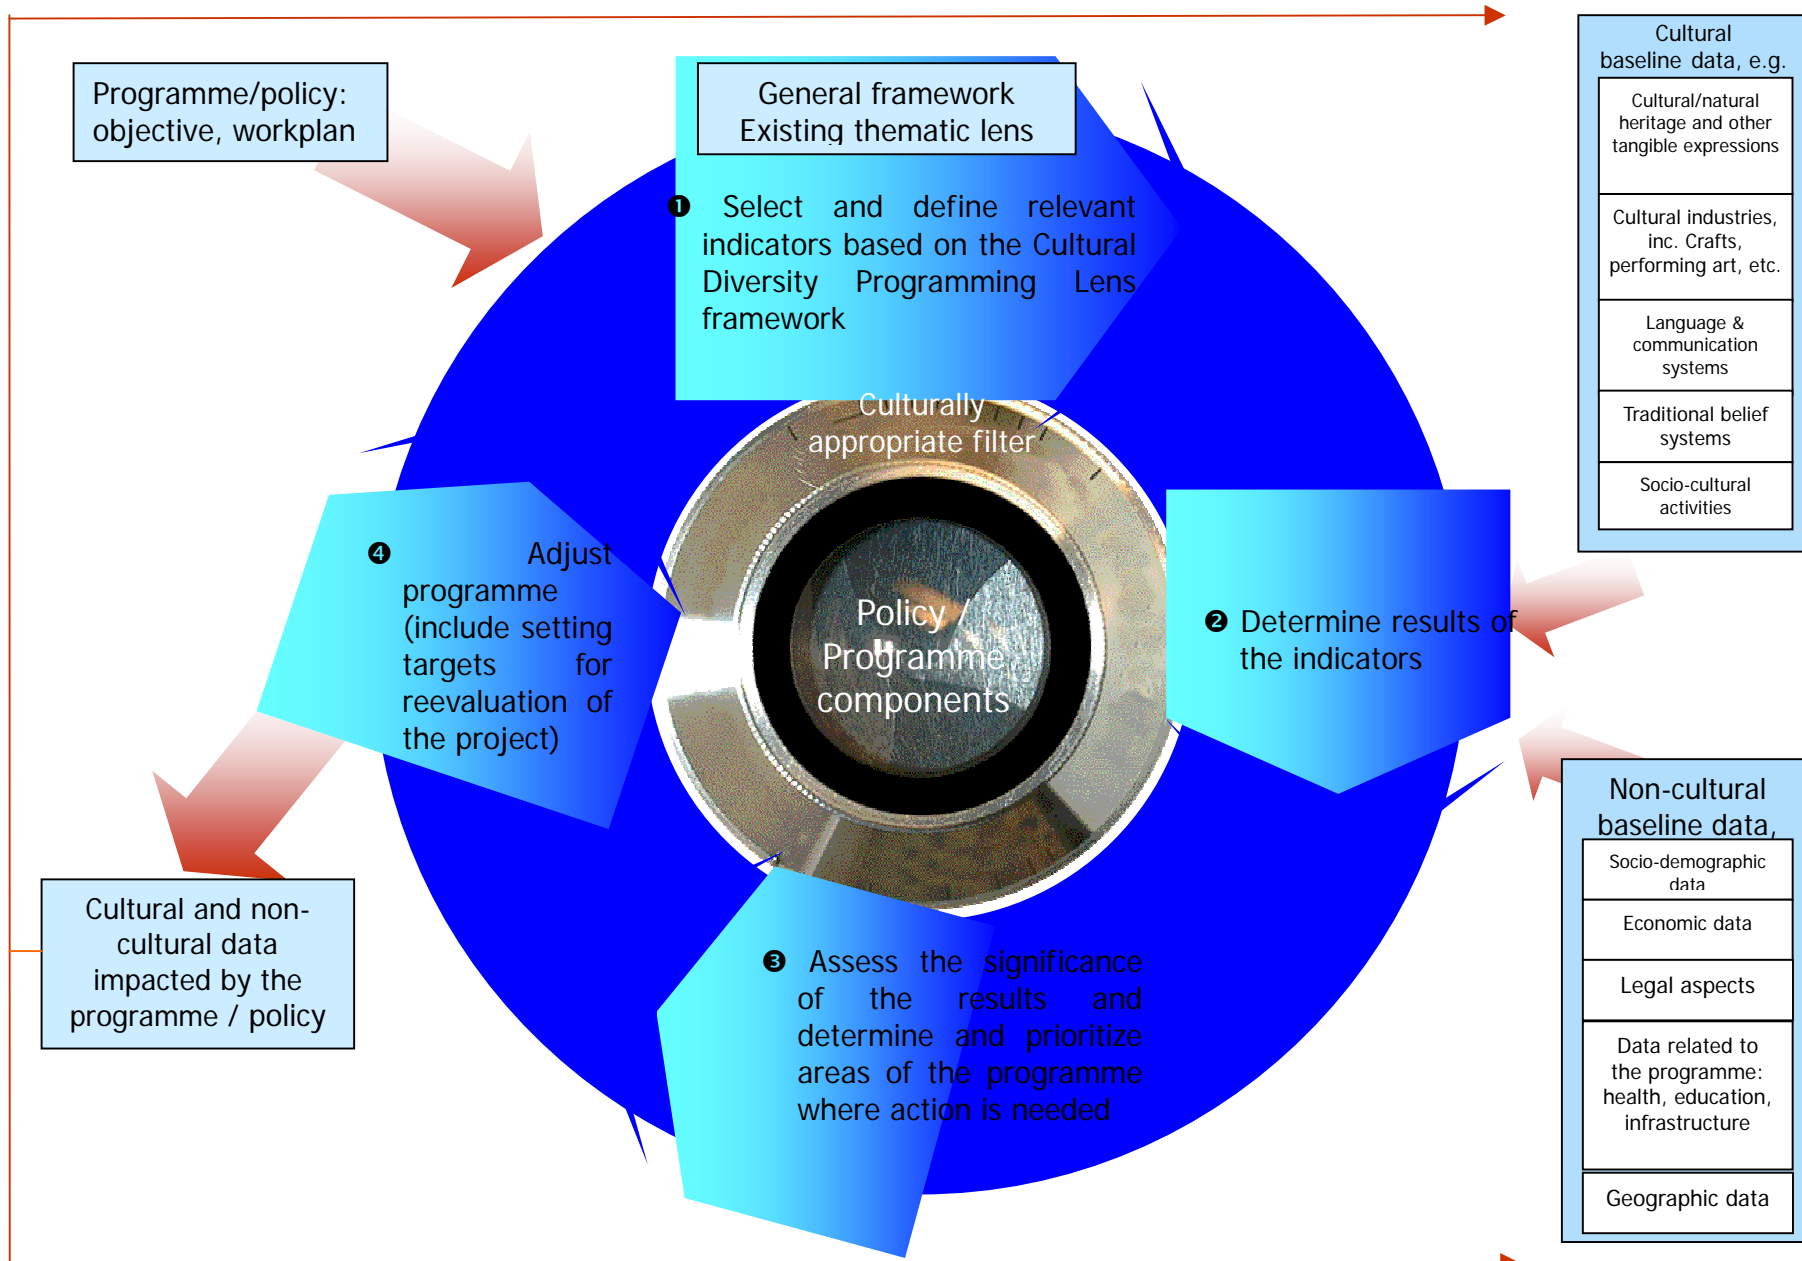 Programme/policy:
objective, workplan
General framework
Existing thematic lens
❶ Select and define relevant
indicators based on the Cultural
Diversity Programming Lens
framework
Culturally
appropriate filter
Policy /
Programme
components
❷ Determine results of
the indicators
❸ Assess the significance
of the results and
determine and prioritize
areas of the programme
where action is needed
❹ Adjust
programme
(include setting
targets for
reevaluation of
the project)
Cultural and non-
cultural data
impacted by the
programme / policy
Cultural
baseline data, e.g.
Cultural/natural
heritage and other
tangible expressions
Cultural industries,
inc. Crafts,
performing art, etc.
Language &
communication
systems
Traditional belief
systems
Socio-cultural
activities
Non-cultural
baseline data,
Socio-demographic
data
Economic data
Legal aspects
Data related to
the programme:
health, education,
infrastructure
Geographic data